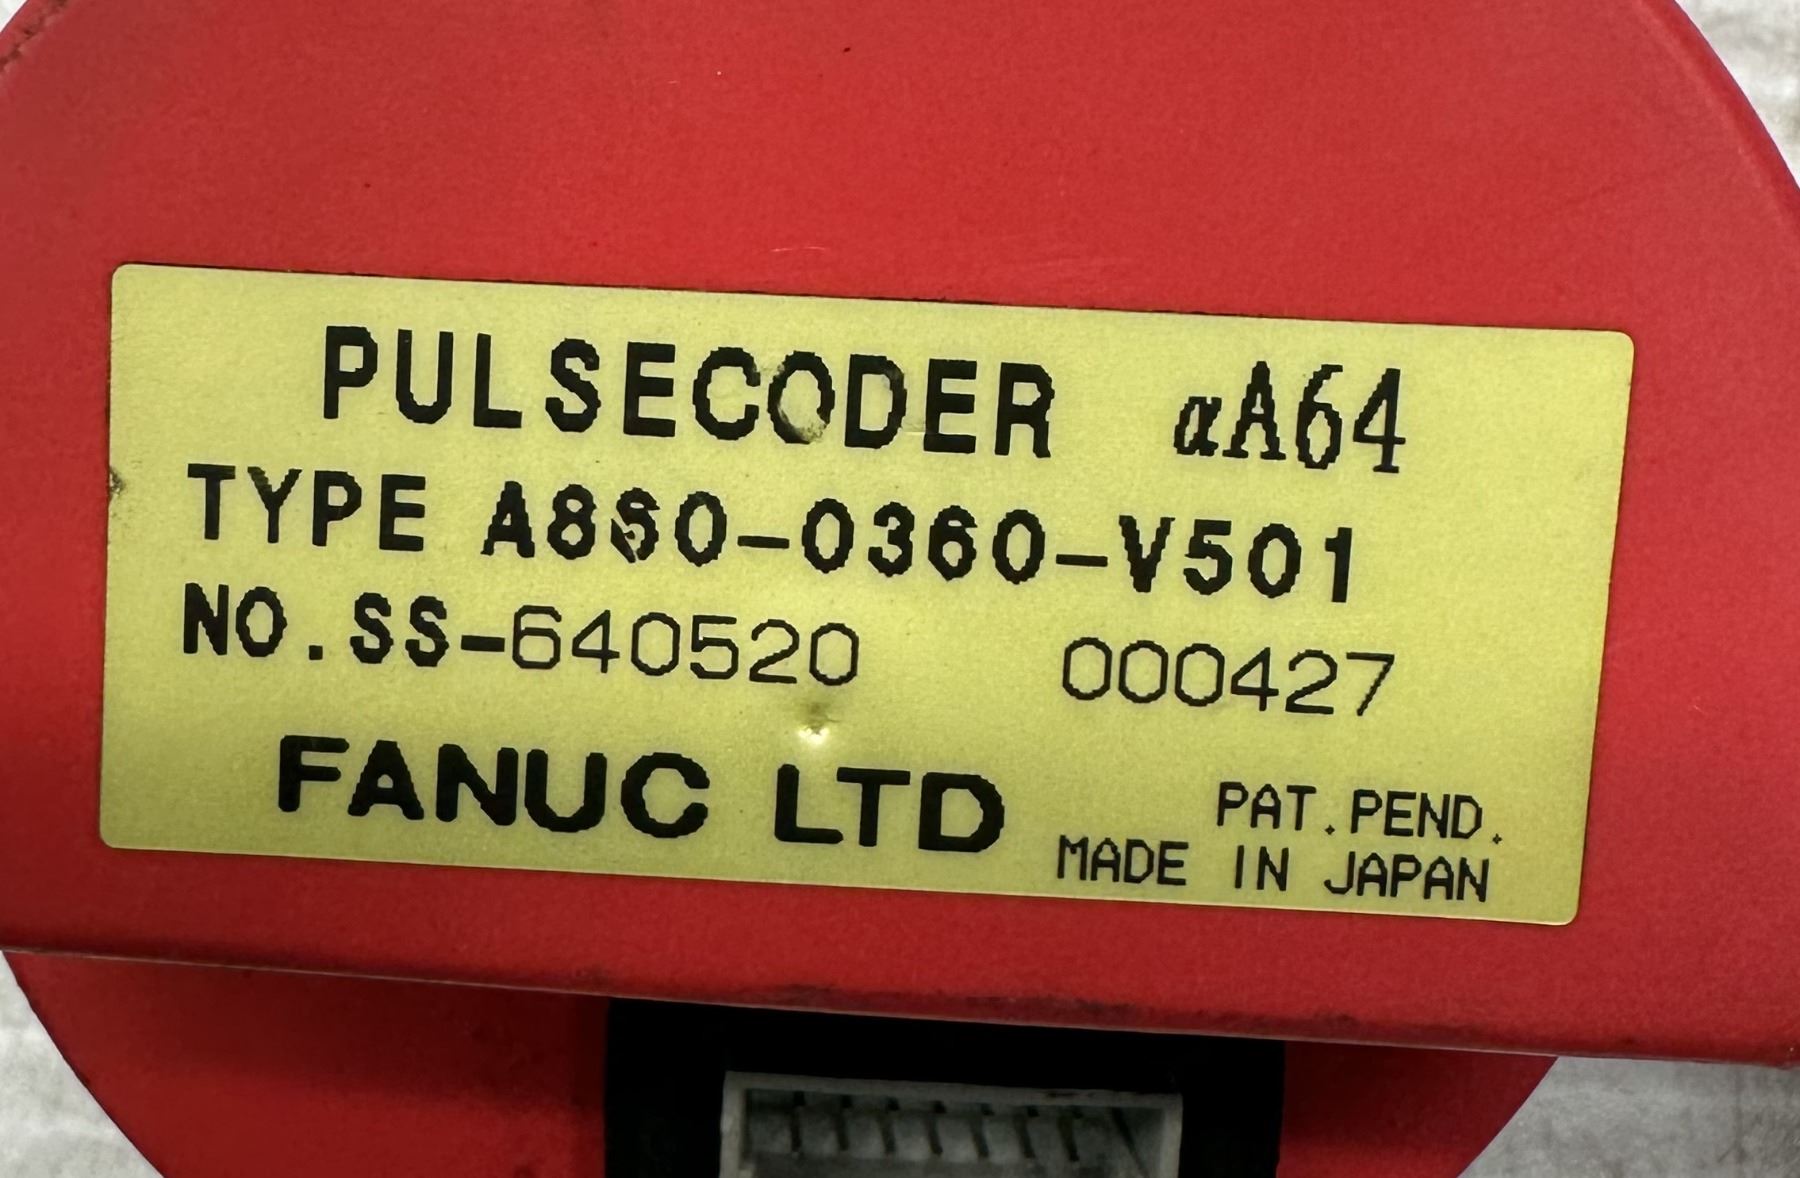 PULSECODER αA64
TYPE A860-0360-V501
NO.SS-640520 000427
FANUC LTD
PAT.PEND.
MADE IN JAPAN